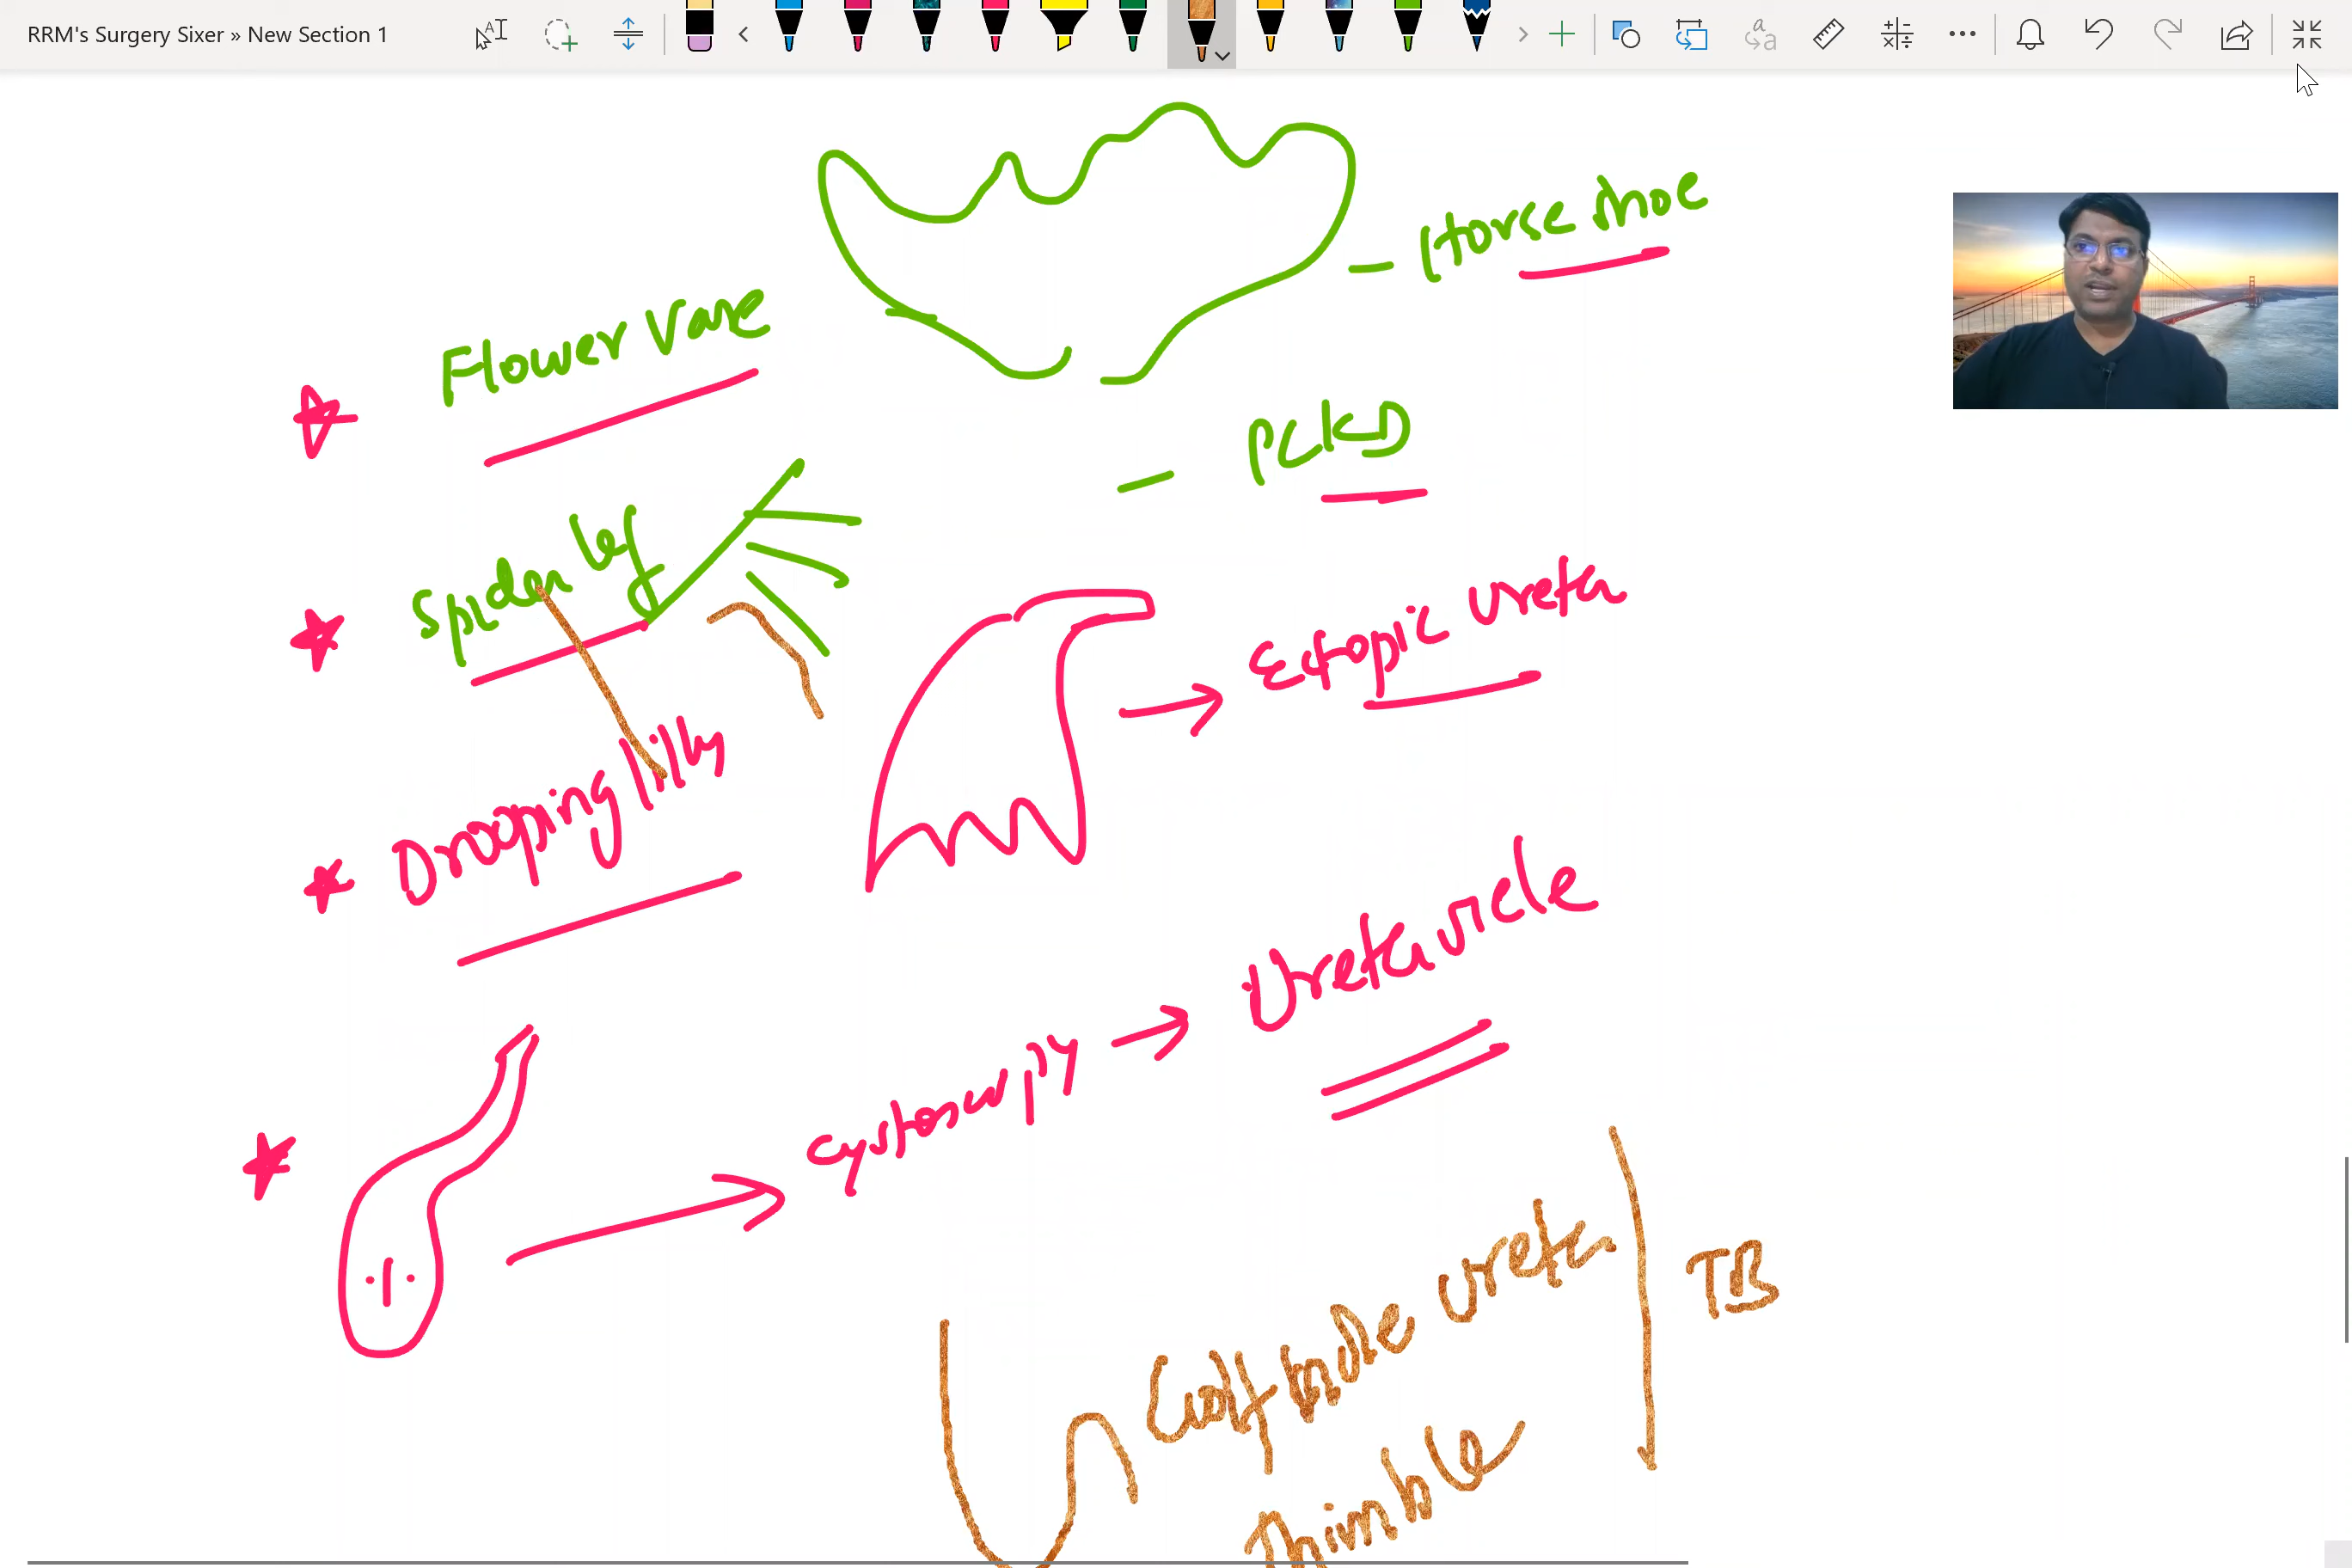 RRM's Surgery Sixer » New Section 1
Horse shoe
Flower Vase
PCKD
Spider leg
Ectopic Ureter
Drooping lilly
Cystoscopy → Ureterocele
Golf hole ureter
TB
Thimble